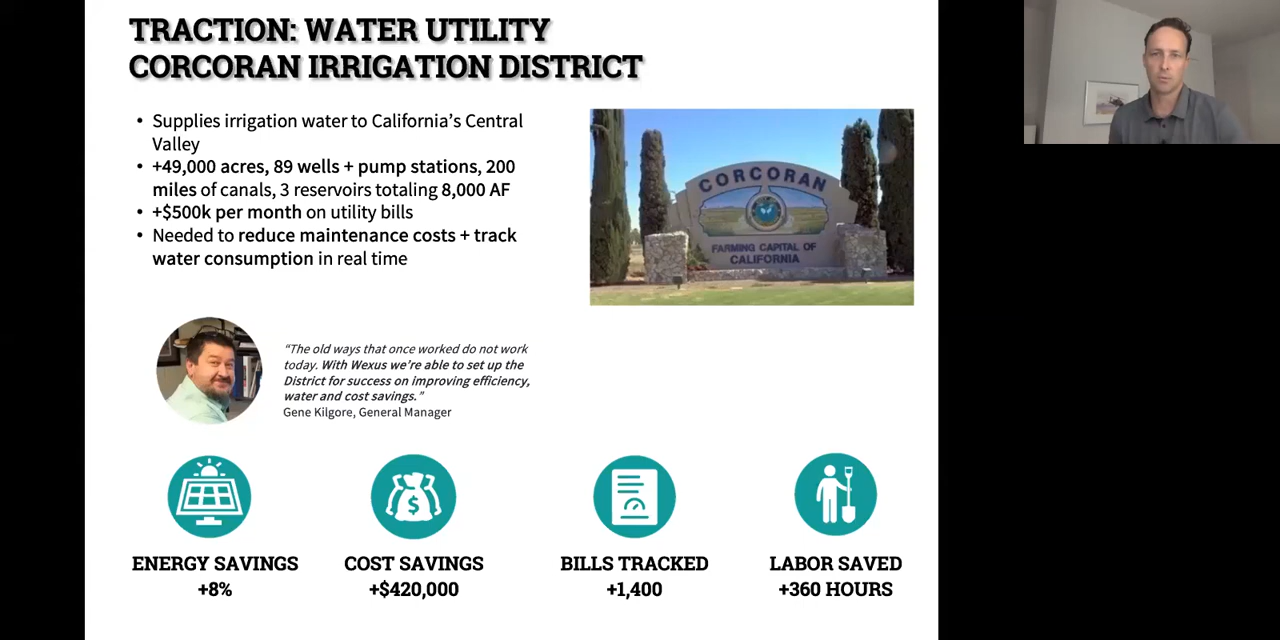 TRACTION: WATER UTILITY
CORCORAN IRRIGATION DISTRICT
• Supplies irrigation water to California's Central
Valley
• +49,000 acres, 89 wells + pump stations, 200
miles of canals, 3 reservoirs totaling 8,000 AF
• +$500k per month on utility bills
• Needed to reduce maintenance costs + track
water consumption in real time
CORCORAN
FARMING CAPITAL OF
CALIFORNIA
“The old ways that once worked do not work
today. With Wexus we're able to set up the
District for success on improving efficiency,
water and cost savings.”
Gene Kilgore, General Manager
$
ENERGY SAVINGS
+8%
COST SAVINGS
+$420,000
BILLS TRACKED
+1,400
LABOR SAVED
+360 HOURS